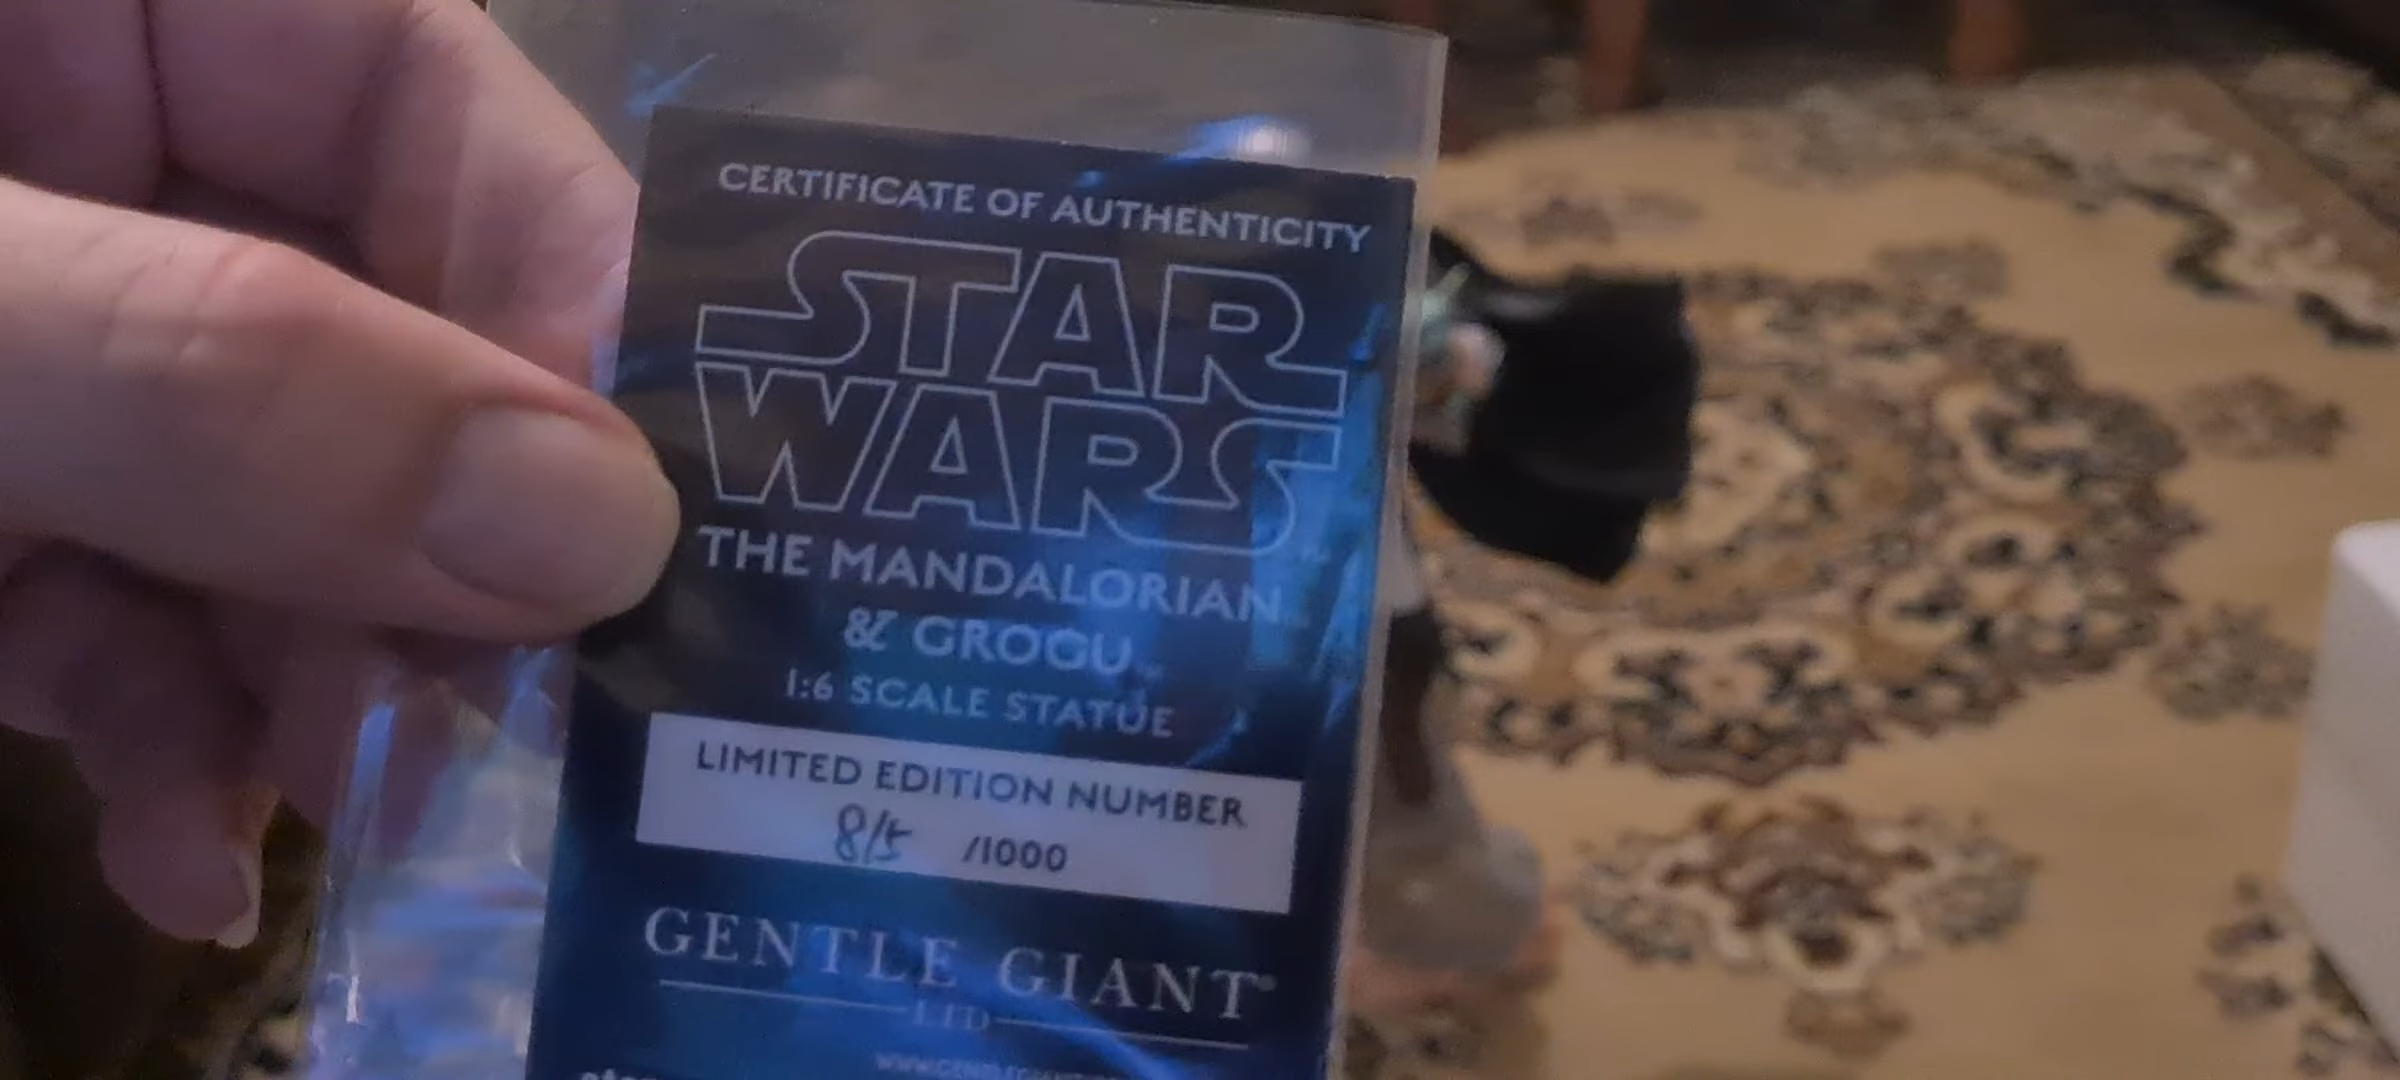 CERTIFICATE OF AUTHENTICITY
STAR
WARS
THE MANDALORIAN
& GROGU
1:6 SCALE STATUE
LIMITED EDITION NUMBER
815 /1000
GENTLE GIANT®
LTD